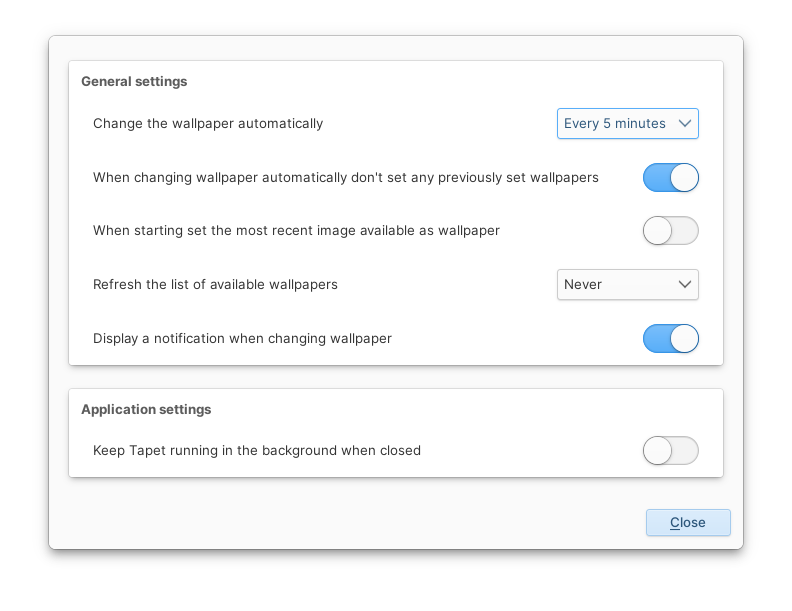 General settings
Change the wallpaper automatically
Every 5 minutes
When changing wallpaper automatically don't set any previously set wallpapers
When starting set the most recent image available as wallpaper
Refresh the list of available wallpapers
Never
Display a notification when changing wallpaper
Application settings
Keep Tapet running in the background when closed
Close